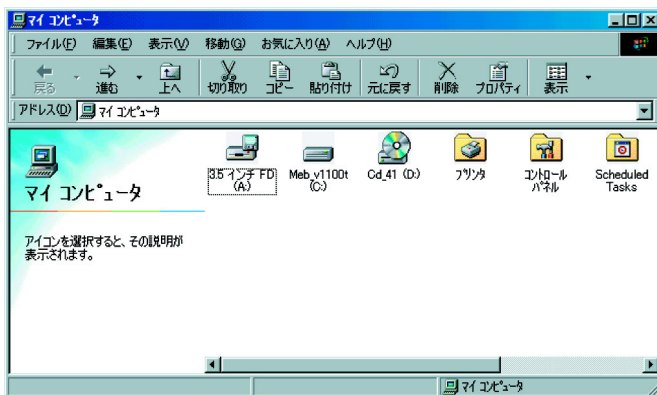 マイ コンピュータ
ファイル(F) 編集(E) 表示(V) 移動(G) お気に入り(A) ヘルプ(H)
戻る 進む 上へ 切り取り コピー 貼り付け 元に戻す 削除 プロパティ 表示
アドレス(D) マイ コンピュータ
マイ コンピュータ
アイコンを選択すると、その説明が
表示されます。
3.5 インチ FD
(A:)
Meb_v1100t
(C:)
Cd_41 (D:)
プリンタ
コントロール
パネル
Scheduled
Tasks
マイ コンピュータ